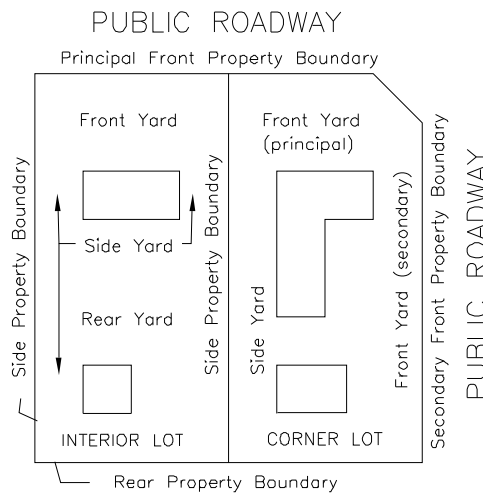 PUBLIC ROADWAY
Principal Front Property Boundary
Front Yard
Front Yard
(principal)
Side Property Boundary
Side Yard
Side Property Boundary
Rear Yard
Side Yard
Front Yard (secondary)
Secondary Front Property Boundary
PUBLIC ROADWAY
INTERIOR LOT
CORNER LOT
Rear Property Boundary